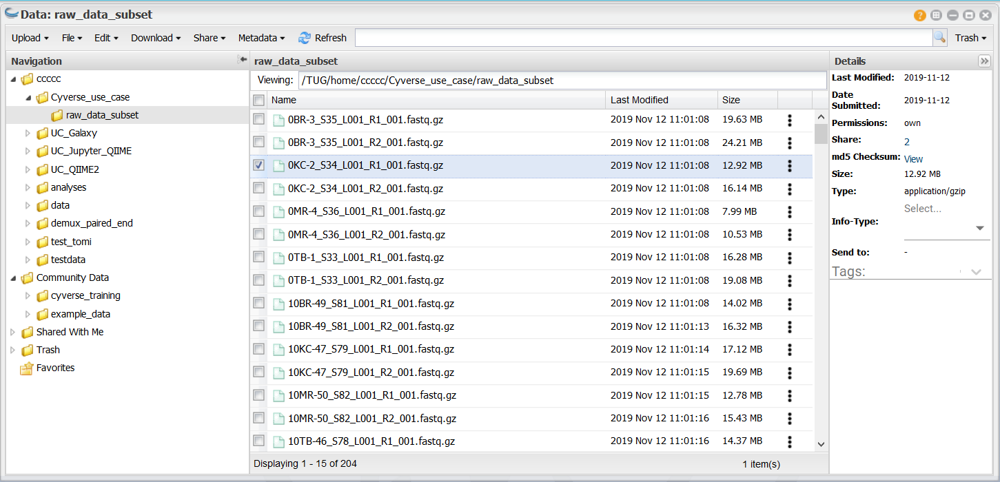 Data: raw_data_subset
Upload File Edit Download Share Metadata Refresh Trash
Navigation
ccccc
Cyverse_use_case
raw_data_subset
UC_Galaxy
UC_Jupyter_QIIME
UC_QIIME2
analyses
data
demux_paired_end
test_tomi
testdata
Community Data
cyverse_training
example_data
Shared With Me
Trash
Favorites
raw_data_subset
Viewing: /TUG/home/ccccc/Cyverse_use_case/raw_data_subset
Name Last Modified Size
0BR-3_S35_L001_R1_001.fastq.gz 2019 Nov 12 11:01:08 19.63 MB
0BR-3_S35_L001_R2_001.fastq.gz 2019 Nov 12 11:01:08 24.21 MB
0KC-2_S34_L001_R1_001.fastq.gz 2019 Nov 12 11:01:08 12.92 MB
0KC-2_S34_L001_R2_001.fastq.gz 2019 Nov 12 11:01:08 16.14 MB
0MR-4_S36_L001_R1_001.fastq.gz 2019 Nov 12 11:01:08 7.99 MB
0MR-4_S36_L001_R2_001.fastq.gz 2019 Nov 12 11:01:08 10.53 MB
0TB-1_S33_L001_R1_001.fastq.gz 2019 Nov 12 11:01:08 16.28 MB
0TB-1_S33_L001_R2_001.fastq.gz 2019 Nov 12 11:01:08 19.08 MB
10BR-49_S81_L001_R1_001.fastq.gz 2019 Nov 12 11:01:08 14.02 MB
10BR-49_S81_L001_R2_001.fastq.gz 2019 Nov 12 11:01:13 16.32 MB
10KC-47_S79_L001_R1_001.fastq.gz 2019 Nov 12 11:01:14 17.12 MB
10KC-47_S79_L001_R2_001.fastq.gz 2019 Nov 12 11:01:15 19.69 MB
10MR-50_S82_L001_R1_001.fastq.gz 2019 Nov 12 11:01:15 12.78 MB
10MR-50_S82_L001_R2_001.fastq.gz 2019 Nov 12 11:01:16 15.43 MB
10TB-46_S78_L001_R1_001.fastq.gz 2019 Nov 12 11:01:16 14.37 MB
Displaying 1 - 15 of 204 1 item(s)
Details
Last Modified: 2019-11-12
Date
Submitted: 2019-11-12
Permissions: own
Share: 2
md5 Checksum: View
Size: 12.92 MB
Type: application/gzip
Select...
Info-Type:
Send to: -
Tags: